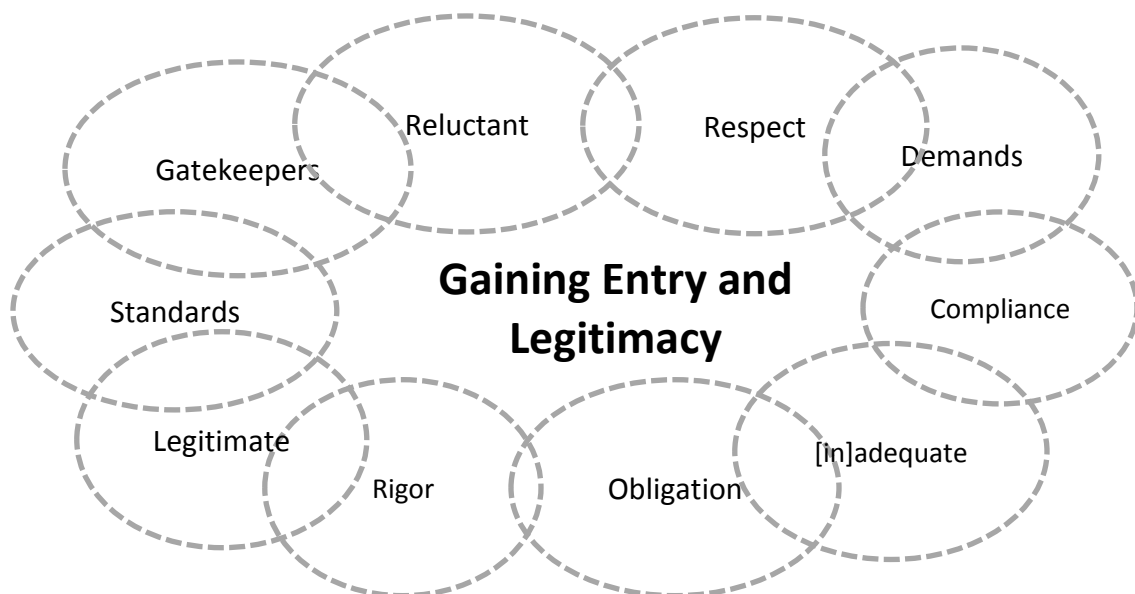 Reluctant
Respect
Gatekeepers
Demands
Gaining Entry and
Legitimacy
Standards
Compliance
Legitimate
[in]adequate
Rigor
Obligation